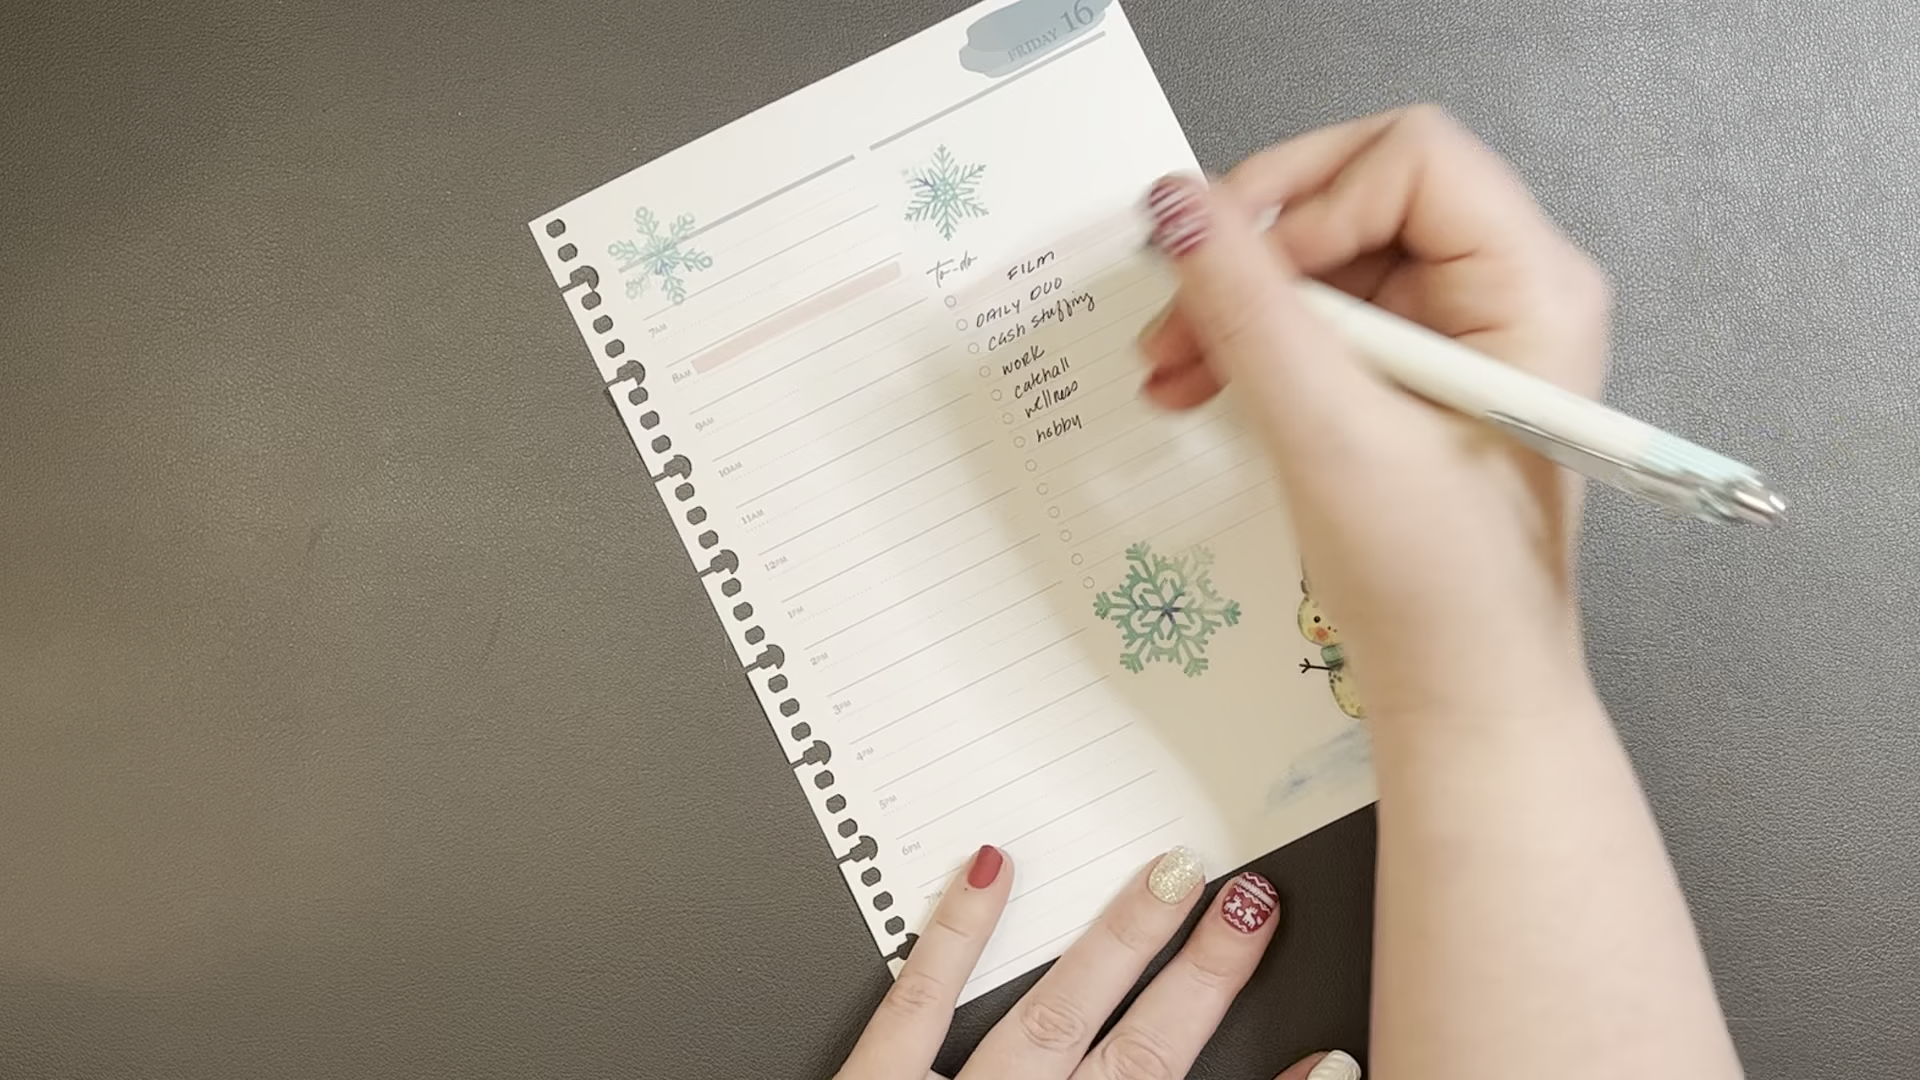 FRIDAY 16
to-do
FILM
DAILY DUO
cash stuffing
work
catchall
wellness
hobby
7AM
8AM
9AM
10AM
11AM
12PM
1PM
2PM
3PM
4PM
5PM
6PM
7PM